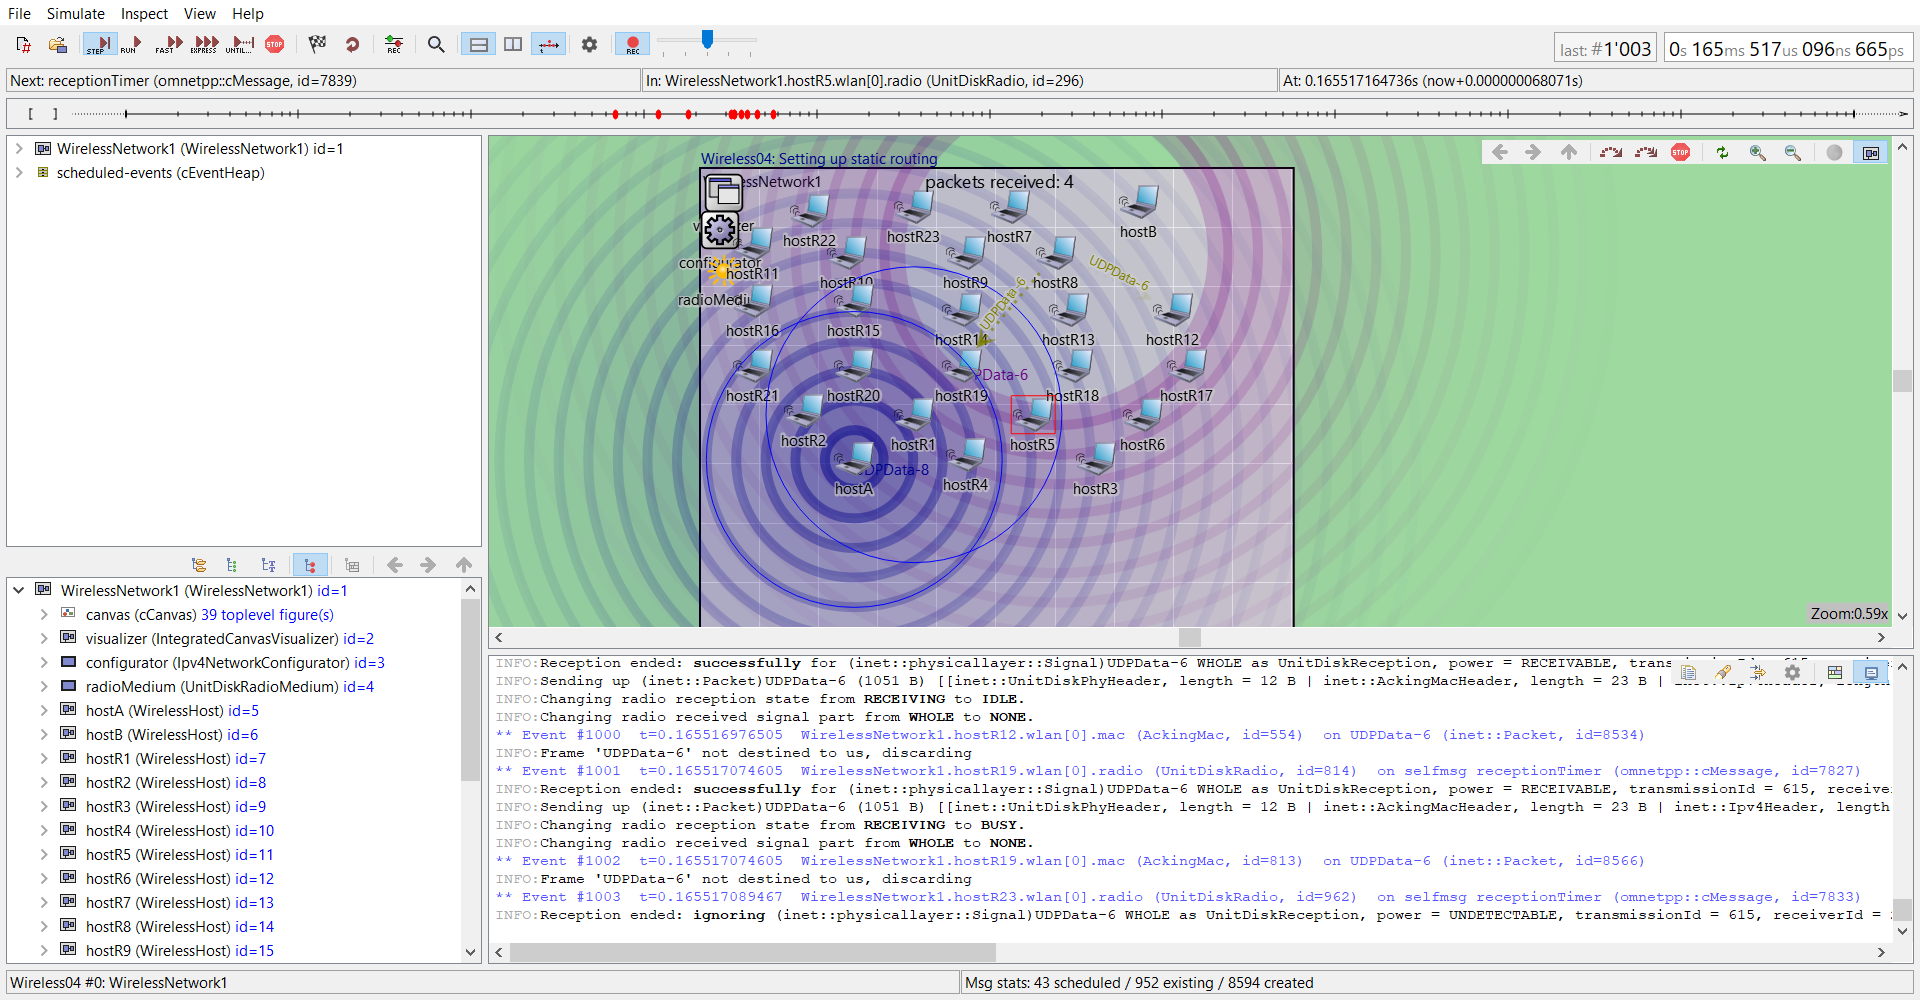 File Simulate Inspect View Help
STEP RUN FAST EXPRESS UNTIL... STOP REC REC
last: #1'003 0s 165ms 517us 096ns 665ps
Next: receptionTimer (omnetpp::cMessage, id=7839) In: WirelessNetwork1.hostR5.wlan[0].radio (UnitDiskRadio, id=296) At: 0.165517164736s (now+0.000000068071s)
WirelessNetwork1 (WirelessNetwork1) id=1
scheduled-events (cEventHeap)
WirelessNetwork1 (WirelessNetwork1) id=1
canvas (cCanvas) 39 toplevel figure(s)
visualizer (IntegratedCanvasVisualizer) id=2
configurator (Ipv4NetworkConfigurator) id=3
radioMedium (UnitDiskRadioMedium) id=4
hostA (WirelessHost) id=5
hostB (WirelessHost) id=6
hostR1 (WirelessHost) id=7
hostR2 (WirelessHost) id=8
hostR3 (WirelessHost) id=9
hostR4 (WirelessHost) id=10
hostR5 (WirelessHost) id=11
hostR6 (WirelessHost) id=12
hostR7 (WirelessHost) id=13
hostR8 (WirelessHost) id=14
hostR9 (WirelessHost) id=15
Wireless04: Setting up static routing
STOP
packets received: 4
hostR22 hostR23 hostR7 hostB
configurator
hostR11 hostR10 hostR9 hostR8
UDPData-6
UDPData-6
hostR16 hostR15 hostR14 hostR13 hostR12
PData-6
hostR21 hostR20 hostR19 hostR18 hostR17
hostR2 hostR1 hostR5 hostR6
DPData-8
hostA hostR4 hostR3
Zoom:0.59x
INFO:Reception ended: successfully for (inet::physicallayer::Signal)UDPData-6 WHOLE as UnitDiskReception, power = RECEIVABLE,
INFO:Sending up (inet::Packet)UDPData-6 (1051 B) [[inet::UnitDiskPhyHeader, length = 12 B | inet::AckingMacHeader, length = 23 B |
INFO:Changing radio reception state from RECEIVING to IDLE.
INFO:Changing radio received signal part from WHOLE to NONE.
** Event #1000 t=0.165516976505 WirelessNetwork1.hostR12.wlan[0].mac (AckingMac, id=554) on UDPData-6 (inet::Packet, id=8534)
INFO:Frame 'UDPData-6' not destined to us, discarding
** Event #1001 t=0.165517074605 WirelessNetwork1.hostR19.wlan[0].radio (UnitDiskRadio, id=814) on selfmsg receptionTimer (omnetpp::cMessage, id=7827)
INFO:Reception ended: successfully for (inet::physicallayer::Signal)UDPData-6 WHOLE as UnitDiskReception, power = RECEIVABLE, transmissionId = 615, receive
INFO:Sending up (inet::Packet)UDPData-6 (1051 B) [[inet::UnitDiskPhyHeader, length = 12 B | inet::AckingMacHeader, length = 23 B | inet::Ipv4Header, length
INFO:Changing radio reception state from RECEIVING to BUSY.
INFO:Changing radio received signal part from WHOLE to NONE.
** Event #1002 t=0.165517074605 WirelessNetwork1.hostR19.wlan[0].mac (AckingMac, id=813) on UDPData-6 (inet::Packet, id=8566)
INFO:Frame 'UDPData-6' not destined to us, discarding
** Event #1003 t=0.165517089467 WirelessNetwork1.hostR23.wlan[0].radio (UnitDiskRadio, id=962) on selfmsg receptionTimer (omnetpp::cMessage, id=7833)
INFO:Reception ended: ignoring (inet::physicallayer::Signal)UDPData-6 WHOLE as UnitDiskReception, power = UNDETECTABLE, transmissionId = 615, receiverId =
Wireless04 #0: WirelessNetwork1 Msg stats: 43 scheduled / 952 existing / 8594 created